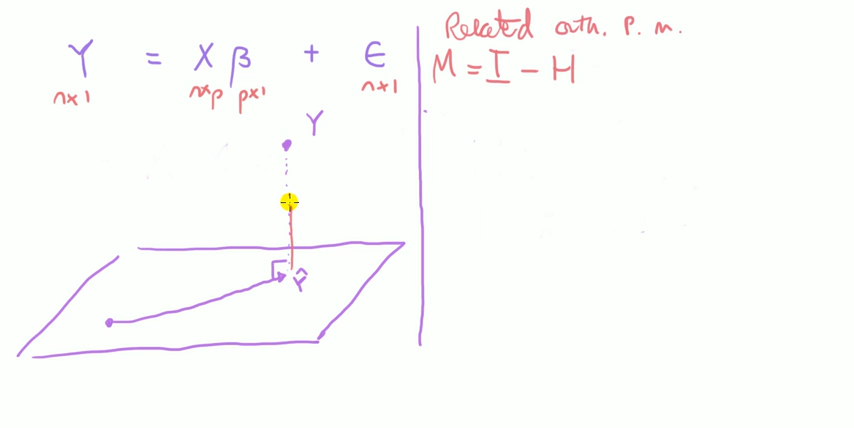 Y = X β + ϵ
n×1 n×p p×1 n×1
Y
Ŷ
Related orth. P. M.
M = I - H